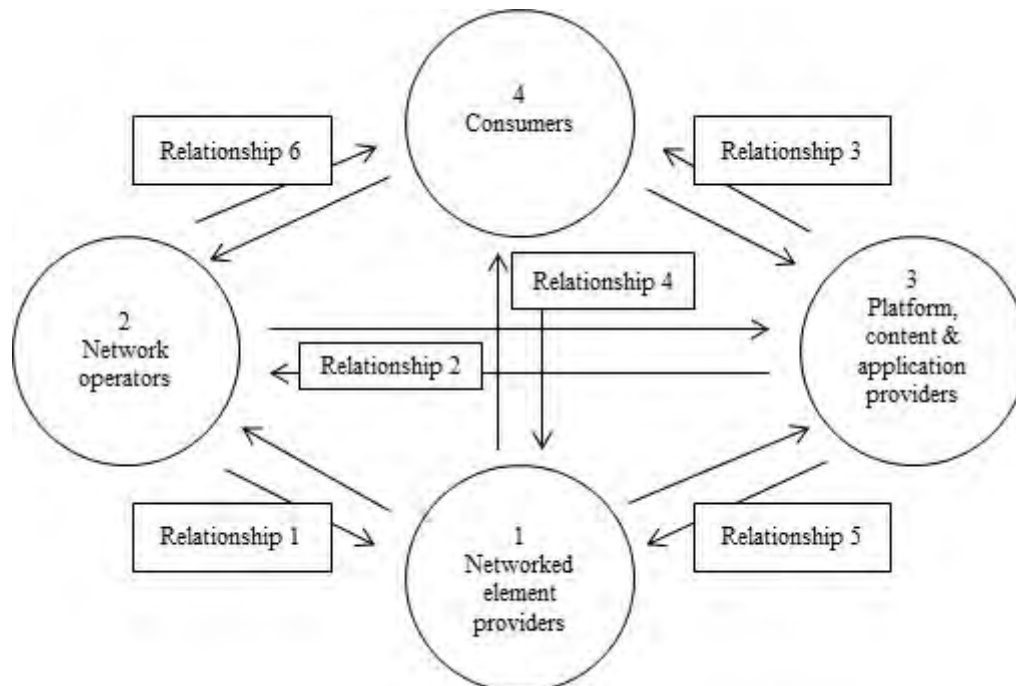 4
Consumers
Relationship 6
Relationship 3
Relationship 4
3
Platform,
content &
application
providers
2
Network
operators
Relationship 2
Relationship 1
Relationship 5
1
Networked
element
providers